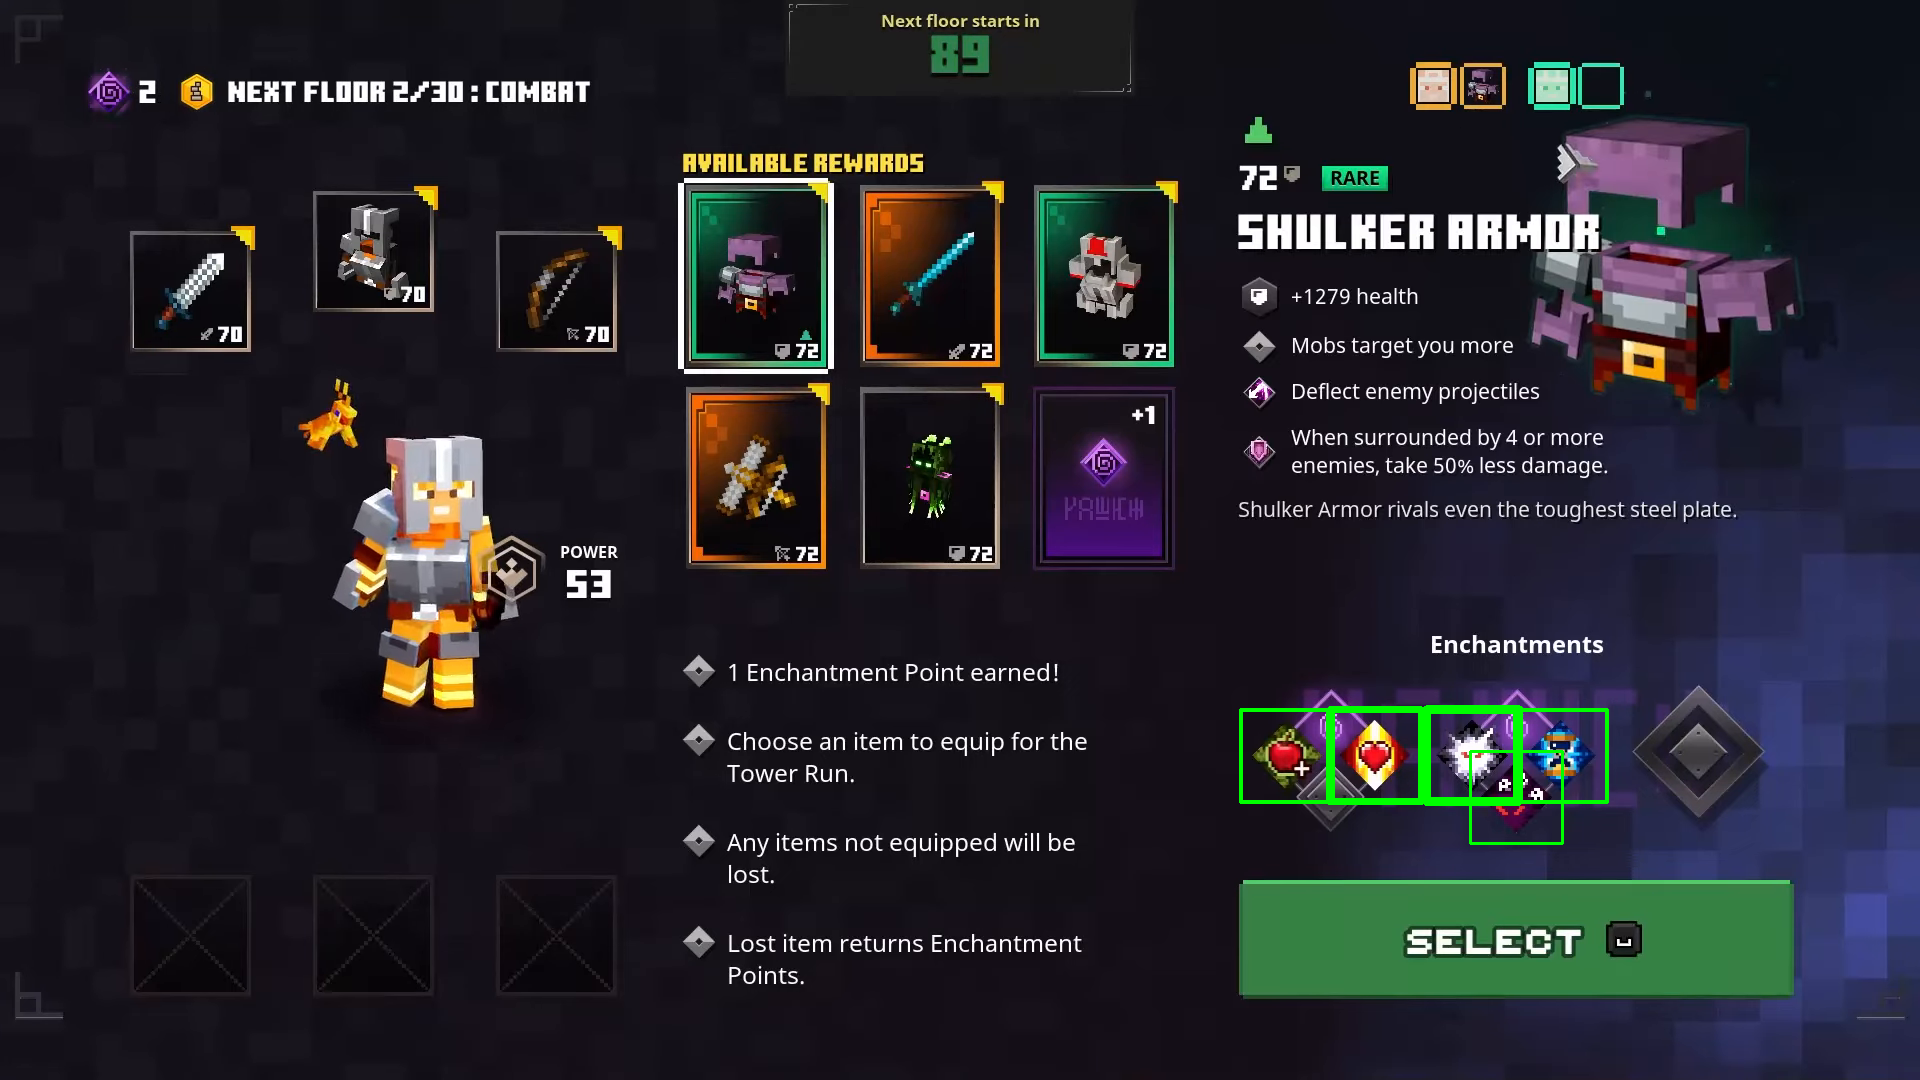 Next floor starts in
89
2 NEXT FLOOR 2/30 : COMBAT
AVAILABLE REWARDS
70
70
70
72
72
72
72
72
+1
POWER
53
1 Enchantment Point earned!
Choose an item to equip for the
Tower Run.
Any items not equipped will be
lost.
Lost item returns Enchantment
Points.
72 RARE
SHULKER ARMOR
+1279 health
Mobs target you more
Deflect enemy projectiles
When surrounded by 4 or more
enemies, take 50% less damage.
Shulker Armor rivals even the toughest steel plate.
Enchantments
SELECT